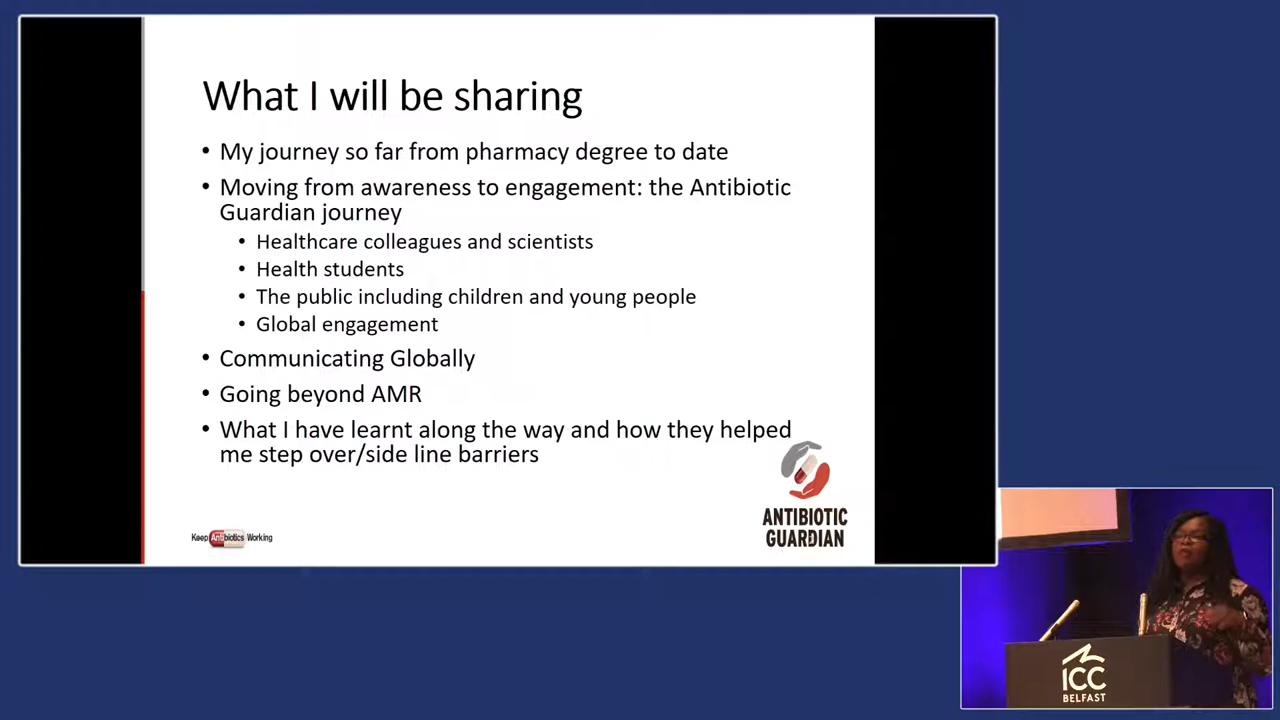 What I will be sharing
• My journey so far from pharmacy degree to date
• Moving from awareness to engagement: the Antibiotic
Guardian journey
• Healthcare colleagues and scientists
• Health students
• The public including children and young people
• Global engagement
• Communicating Globally
• Going beyond AMR
• What I have learnt along the way and how they helped
me step over/side line barriers
Keep Antibiotics Working
ANTIBIOTIC
GUARDIAN
ICC
BELFAST